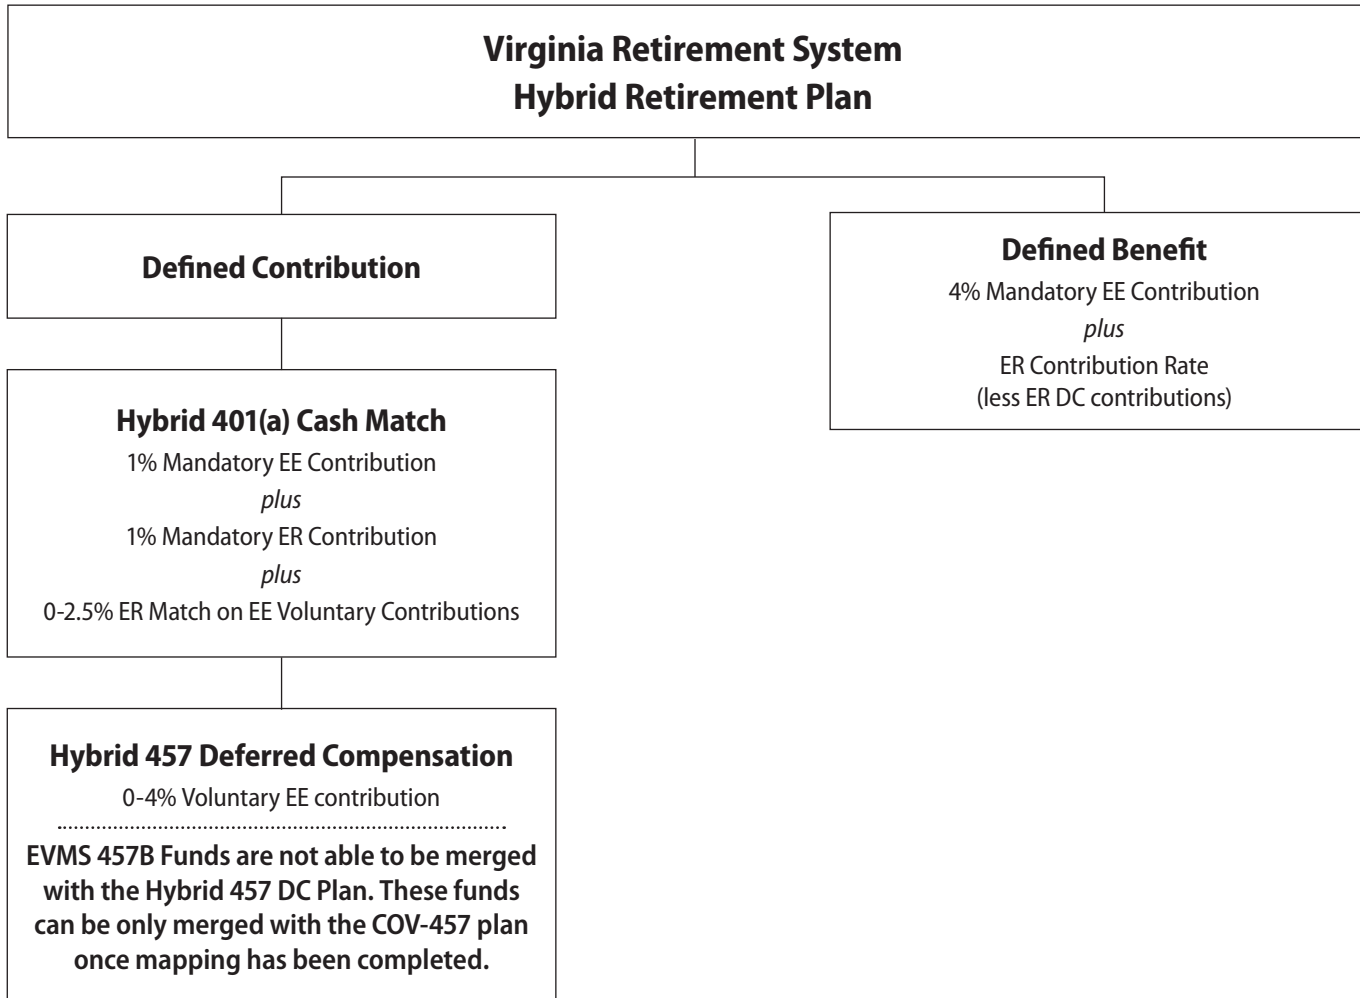 Virginia Retirement System
Hybrid Retirement Plan
Defined Contribution
Hybrid 401(a) Cash Match
1% Mandatory EE Contribution
plus
1% Mandatory ER Contribution
plus
0-2.5% ER Match on EE Voluntary Contributions
Hybrid 457 Deferred Compensation
0-4% Voluntary EE contribution
EVMS 457B Funds are not able to be merged
with the Hybrid 457 DC Plan. These funds
can be only merged with the COV-457 plan
once mapping has been completed.
Defined Benefit
4% Mandatory EE Contribution
plus
ER Contribution Rate
(less ER DC contributions)